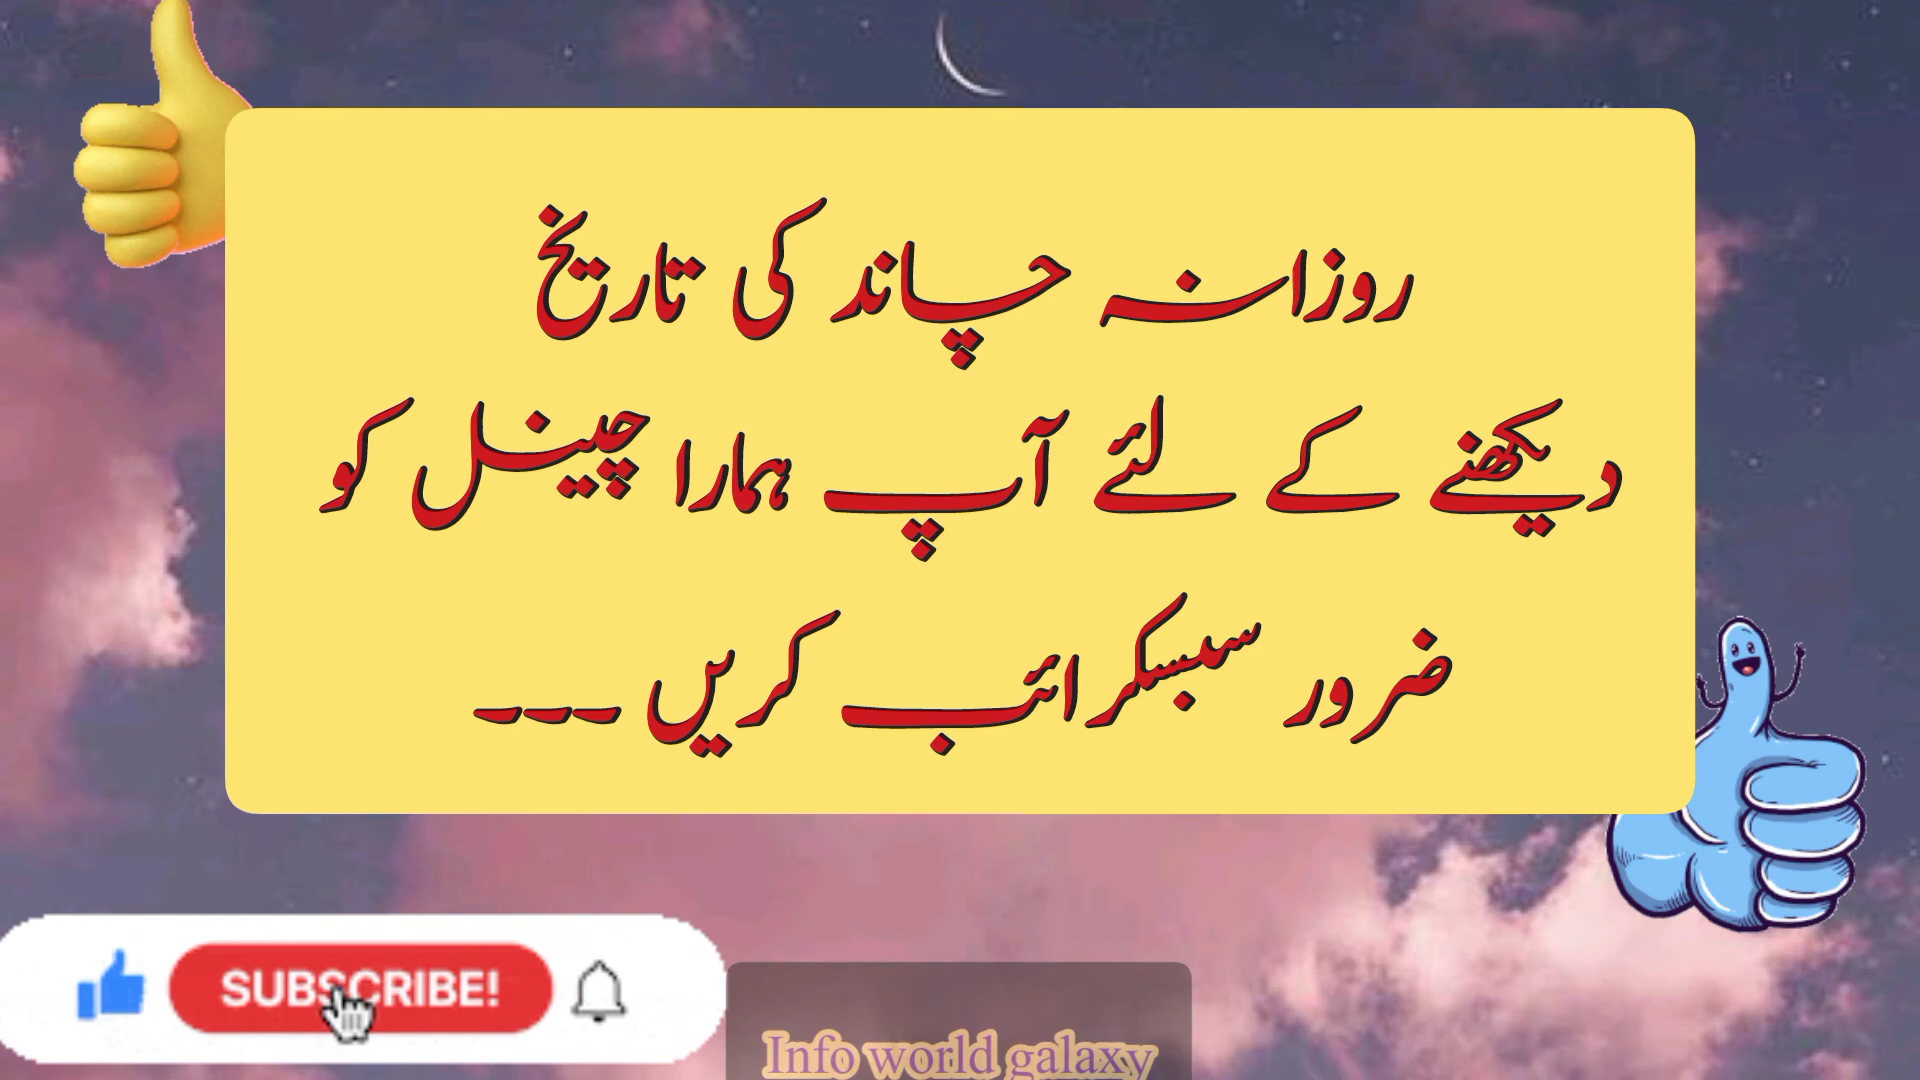 روزانہ چاند کی تاریخ
دیکھنے کے لئے آپ ہمارا چینل کو
ضرور سبسکرائب کریں ۔۔۔
SUBSCRIBE!
Info world galaxy